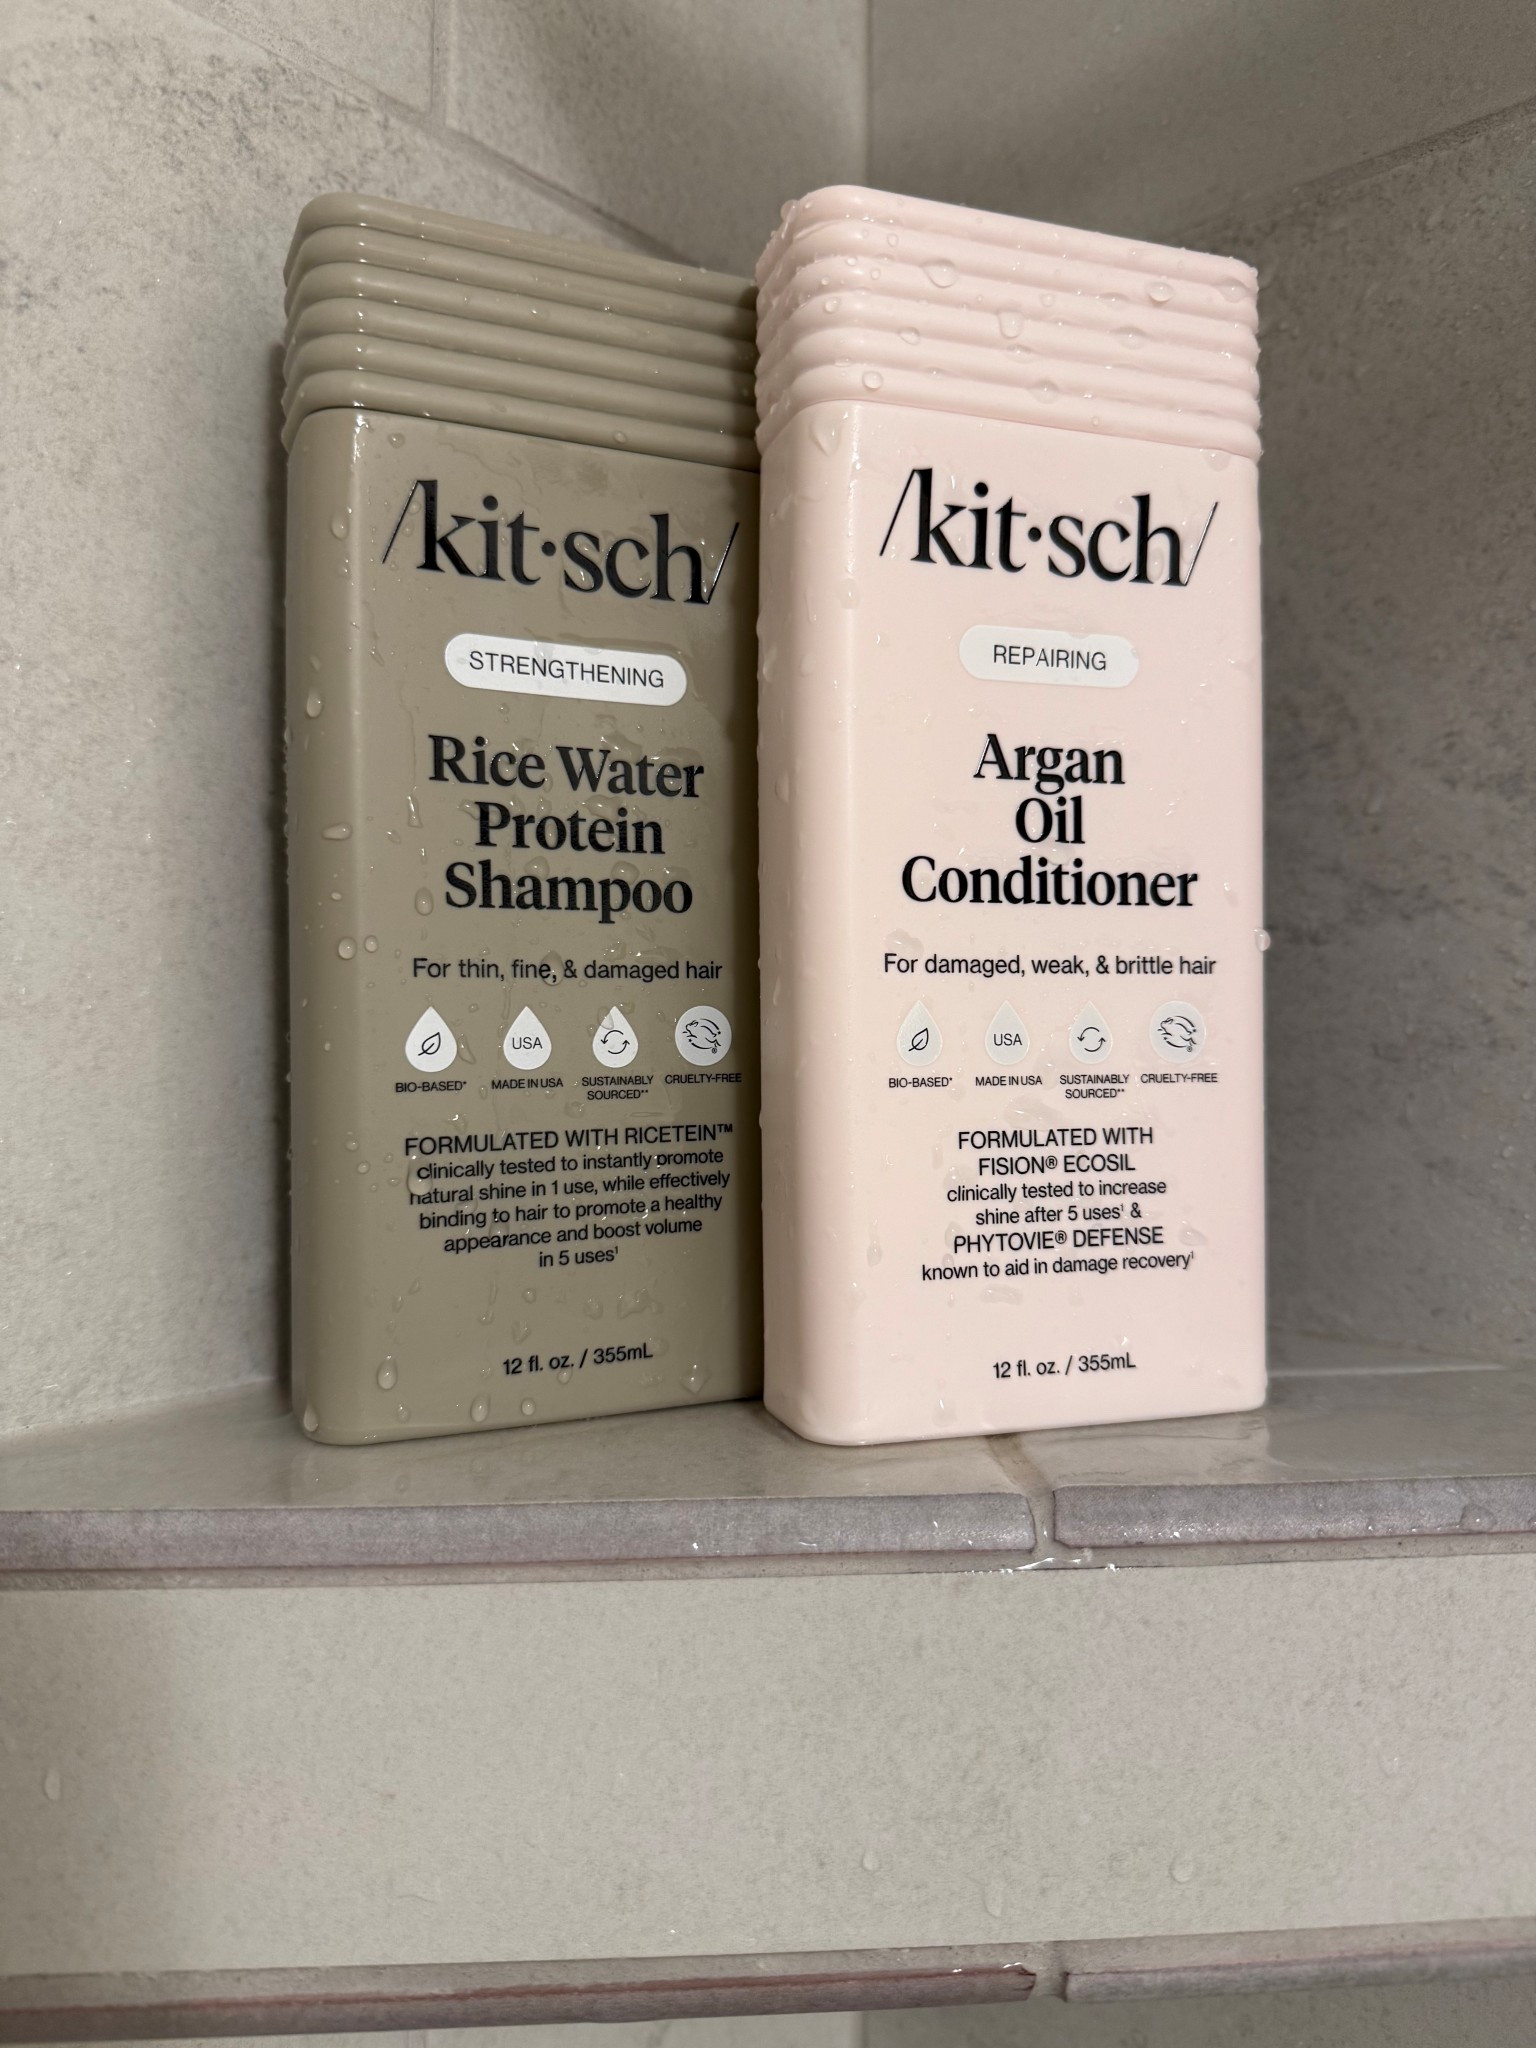 /kit·sch/
STRENGTHENING
Rice Water
Protein
Shampoo
For thin, fine, & damaged hair
USA
BIO-BASED*
MADE IN USA
SUSTAINABLY
SOURCED**
CRUELTY-FREE
FORMULATED WITH RICETEIN™
clinically tested to instantly promote
natural shine in 1 use, while effectively
binding to hair to promote a healthy
appearance and boost volume
in 5 uses¹
12 fl. oz. / 355mL
/kit·sch/
REPAIRING
Argan
Oil
Conditioner
For damaged, weak, & brittle hair
USA
BIO-BASED*
MADE IN USA
SUSTAINABLY
SOURCED**
CRUELTY-FREE
FORMULATED WITH
FISION® ECOSIL
clinically tested to increase
shine after 5 uses¹ &
PHYTOVIE® DEFENSE
known to aid in damage recovery¹
12 fl. oz. / 355mL